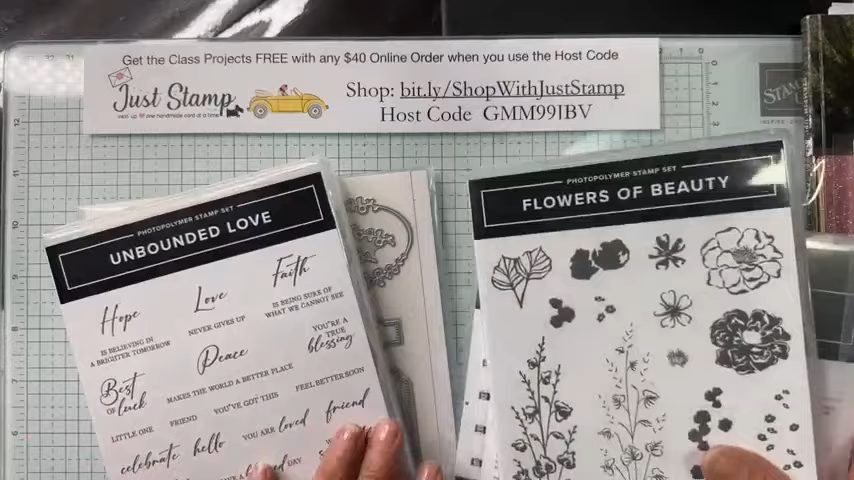 Get the Class Projects FREE with any $40 Online Order when you use the Host Code
Just Stamp
Shop: bit.ly/ShopWithJustStamp
Host Code GMM99IBV
STAMP
PHOTOPOLYMER STAMP SET
UNBOUNDED LOVE
Hope
IS BELIEVING IN
A BRIGHTER TOMORROW
Love
NEVER GIVES UP
Faith
IS BEING SURE OF
WHAT WE CANNOT SEE
Best
OF luck
Peace
MAKES THE WORLD A BETTER PLACE
YOU'RE A
TRUE
blessing
LITTLE ONE
FRIEND
YOU'VE GOT THIS
FEEL BETTER SOON
celebrate
hello
YOU ARE loved
friend
DAY
PHOTOPOLYMER STAMP SET
FLOWERS OF BEAUTY